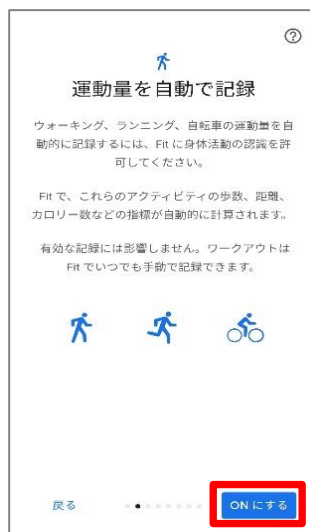 運動量を自動で記録
ウォーキング、ランニング、自転車の運動量を自
動的に記録するには、Fit に身体活動の認識を許
可してください。
Fit で、これらのアクティビティの歩数、距離、
カロリー数などの指標が自動的に計算されます。
有効な記録には影響しません。ワークアウトは
Fit でいつでも手動で記録できます。
戻る
ON にする